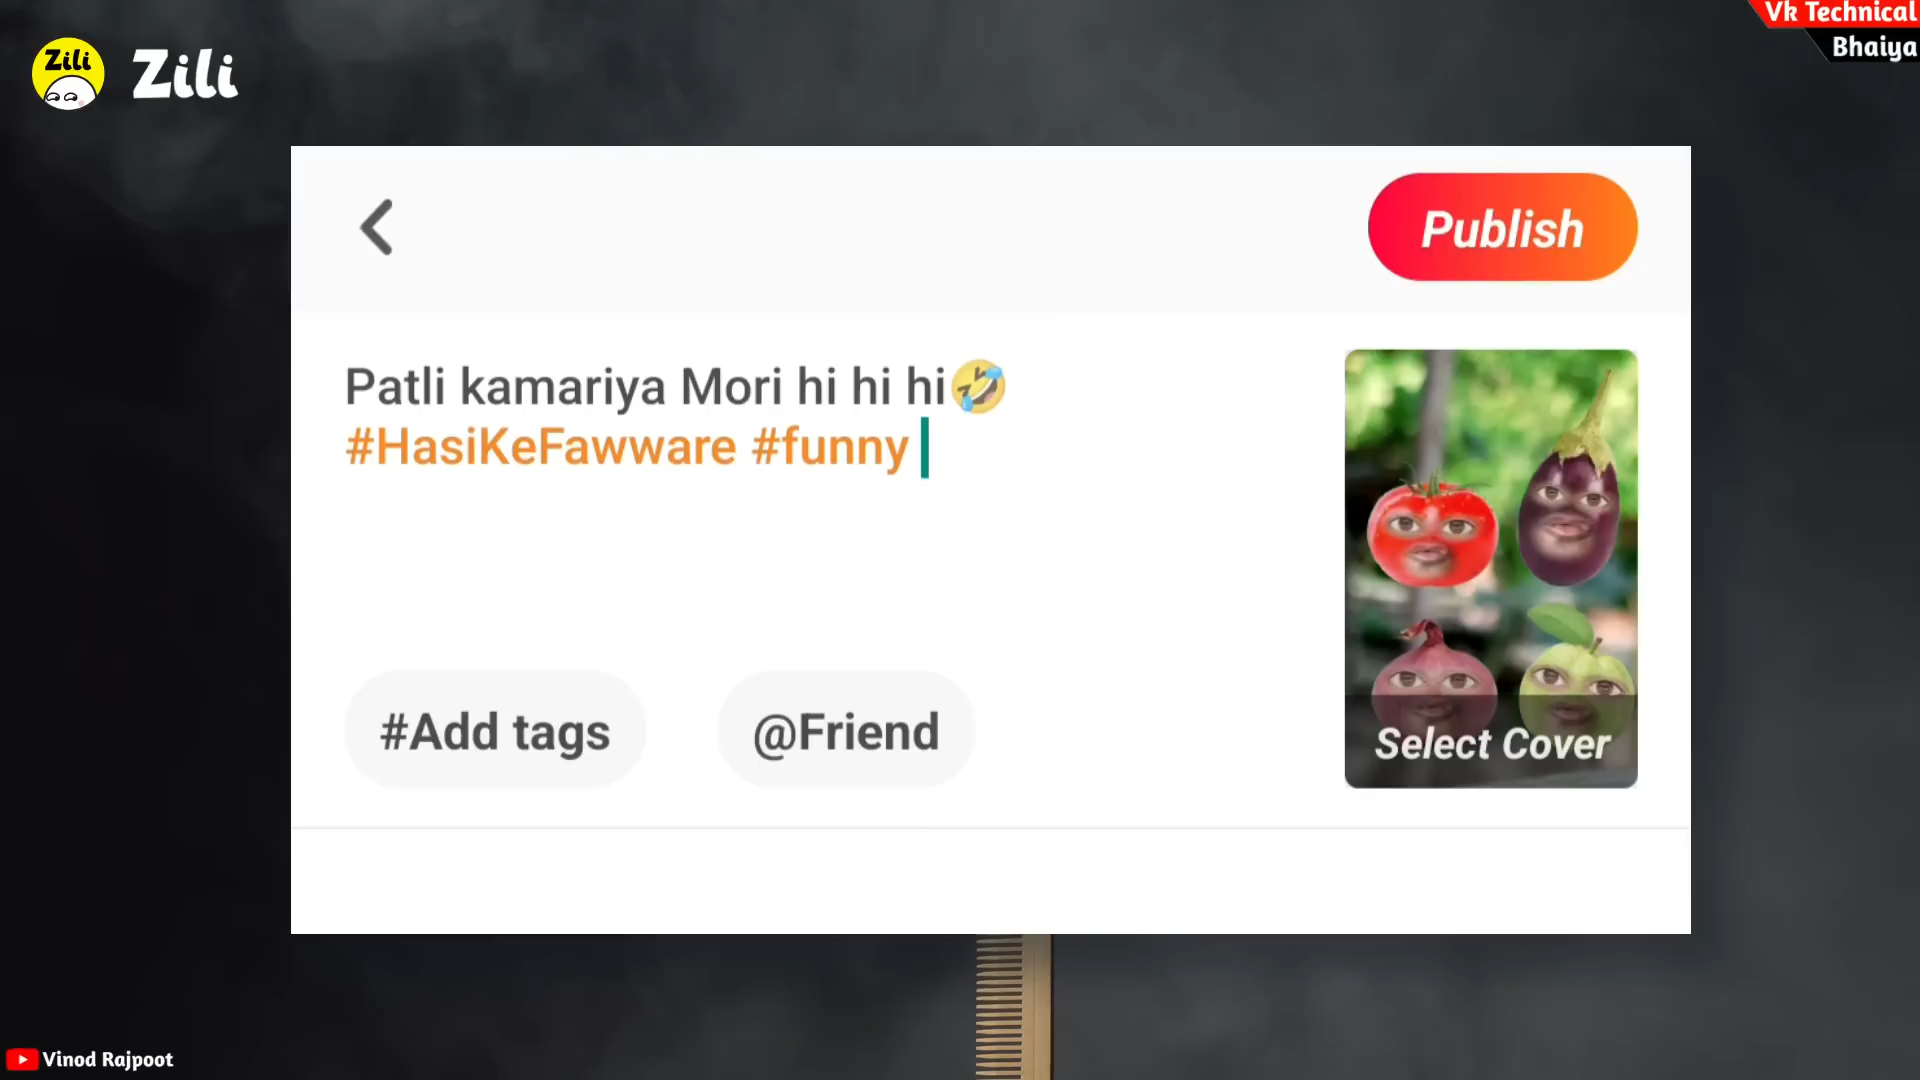 Vk Technical
Bhaiya
Zili
Zili
Publish
Patli kamariya Mori hi hi hi🤣
#HasiKeFawware #funny
#Add tags
@Friend
Select Cover
Vinod Rajpoot